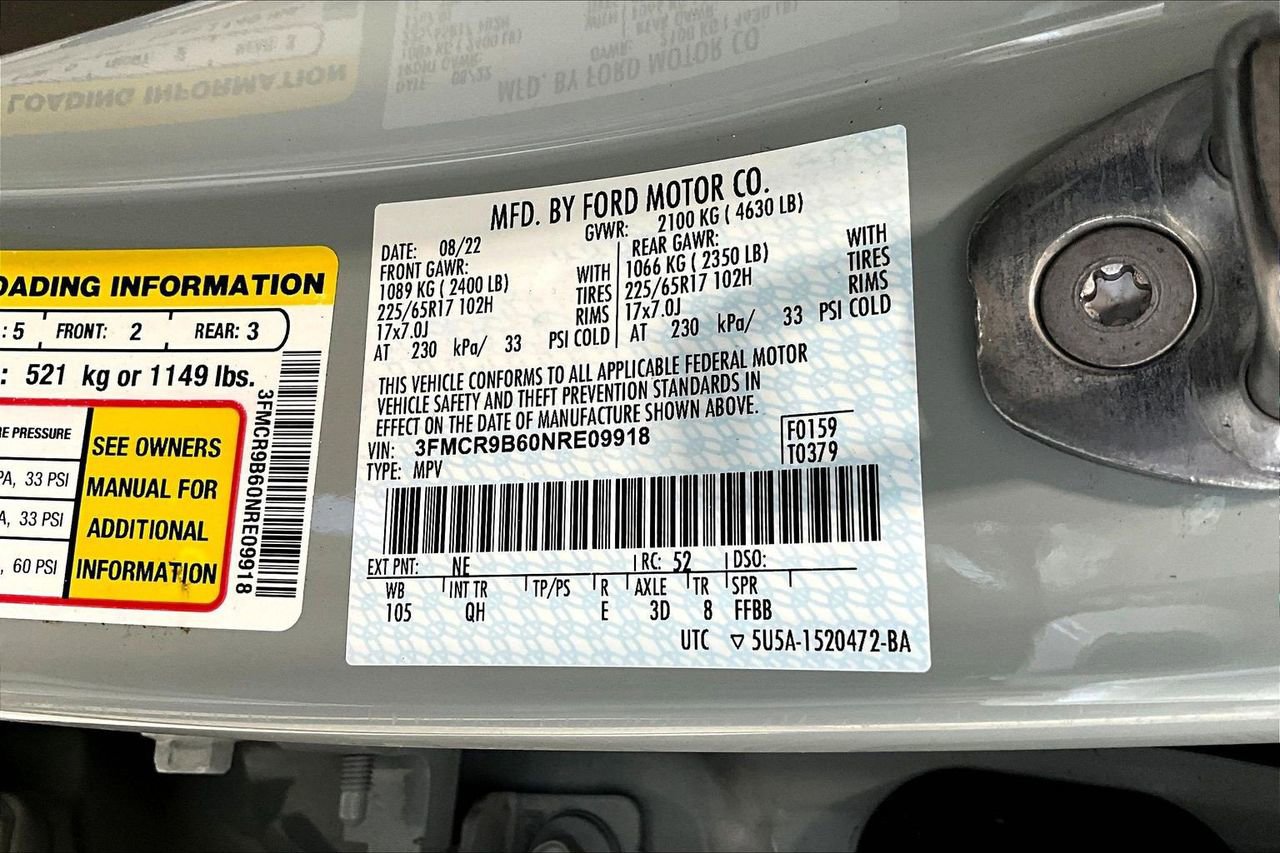 OADING INFORMATION
: 5 FRONT: 2 REAR: 3
: 521 kg or 1149 lbs.
E PRESSURE
PA, 33 PSI
A, 33 PSI
, 60 PSI
SEE OWNERS
MANUAL FOR
ADDITIONAL
INFORMATION
3FMCR9B60NRE09918
MFD. BY FORD MOTOR CO.
DATE: 08/22 GVWR: 2100 KG ( 4630 LB)
FRONT GAWR: REAR GAWR:
1089 KG ( 2400 LB) WITH 1066 KG ( 2350 LB) WITH
225/65R17 102H TIRES 225/65R17 102H TIRES
17x7.0J RIMS 17x7.0J RIMS
AT 230 kPa/ 33 PSI COLD AT 230 kPa/ 33 PSI COLD
THIS VEHICLE CONFORMS TO ALL APPLICABLE FEDERAL MOTOR
VEHICLE SAFETY AND THEFT PREVENTION STANDARDS IN
EFFECT ON THE DATE OF MANUFACTURE SHOWN ABOVE.
VIN: 3FMCR9B60NRE09918 F0159
TYPE: MPV T0379
EXT PNT: NE RC: 52 DSO:
WB INT TR TP/PS R AXLE TR SPR
105 QH E 3D 8 FFBB
UTC ▽ 5U5A-1520472-BA